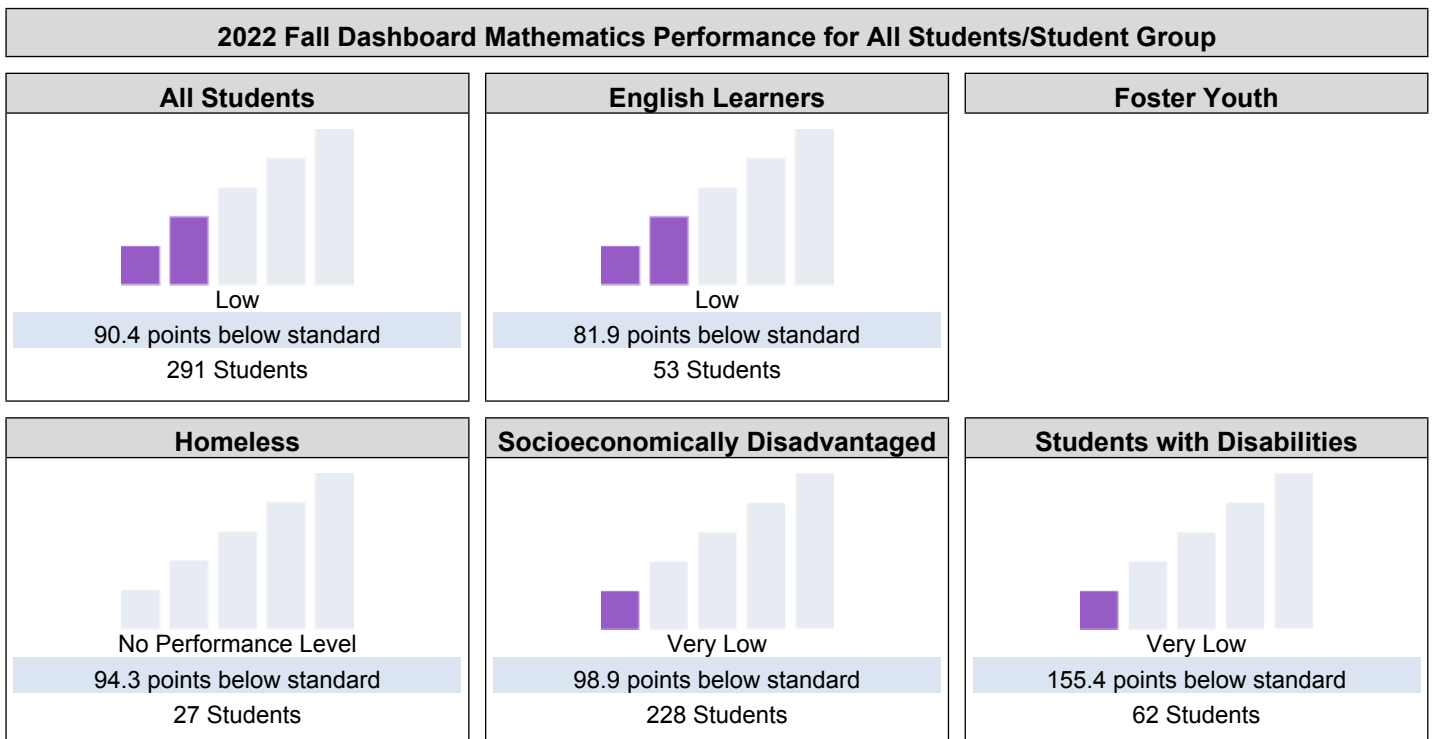 2022 Fall Dashboard Mathematics Performance for All Students/Student Group
All Students
Low
90.4 points below standard
291 Students
English Learners
Low
81.9 points below standard
53 Students
Foster Youth
Homeless
No Performance Level
94.3 points below standard
27 Students
Socioeconomically Disadvantaged
Very Low
98.9 points below standard
228 Students
Students with Disabilities
Very Low
155.4 points below standard
62 Students